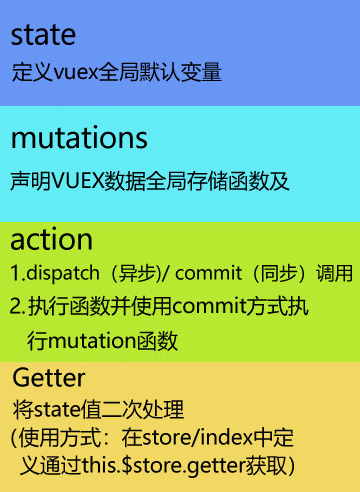 state
定义vuex全局默认变量
mutations
声明VUEX数据全局存储函数及
action
1.dispatch（异步)/ commit（同步）调用
2.执行函数并使用commit方式执
行mutation函数
Getter
将state值二次处理
（使用方式：在store/index中定
义通过this.$store.getter获取）